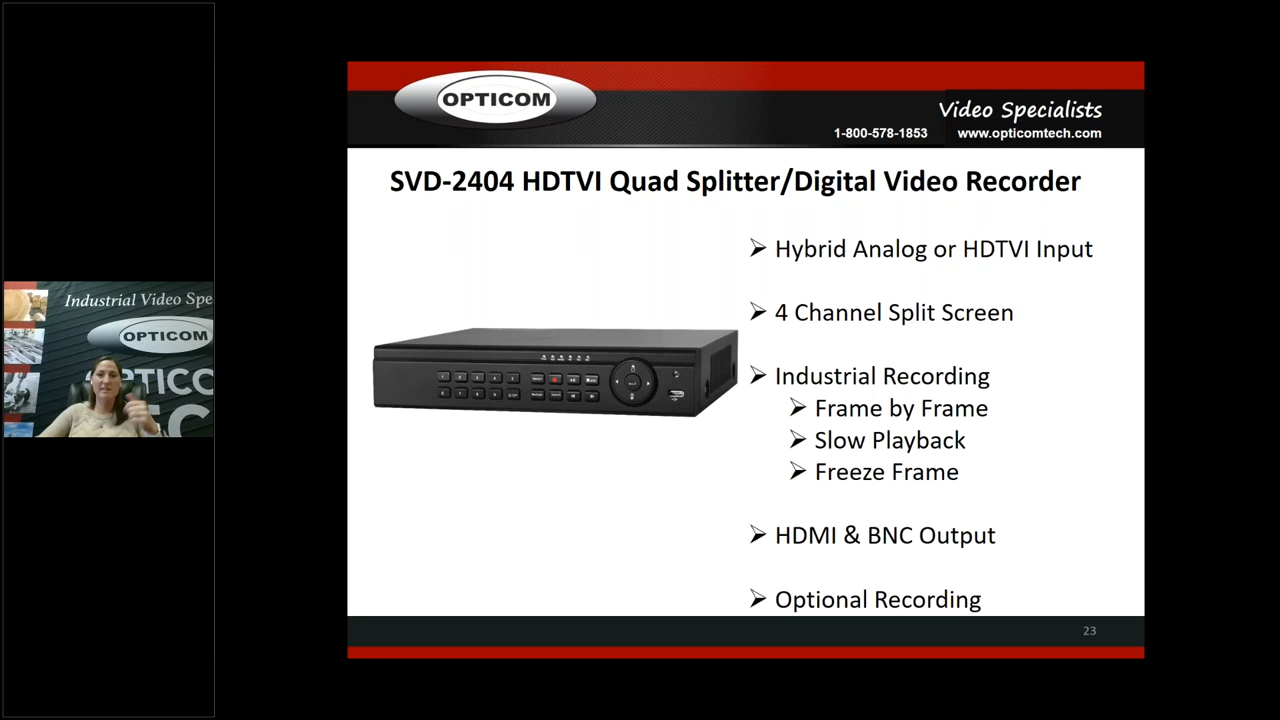 OPTICOM
Video Specialists
1-800-578-1853 www.opticomtech.com
SVD-2404 HDTVI Quad Splitter/Digital Video Recorder
➢ Hybrid Analog or HDTVI Input
➢ 4 Channel Split Screen
➢ Industrial Recording
➢ Frame by Frame
➢ Slow Playback
➢ Freeze Frame
➢ HDMI & BNC Output
➢ Optional Recording
23
Industrial Video Spe
OPTICOM